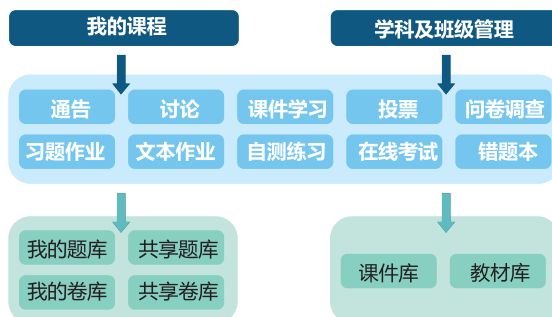 我的课程 学科及班级管理
通告 讨论 课件学习 投票 问卷调查
习题作业 文本作业 自测练习 在线考试 错题本
我的题库 共享题库
我的卷库 共享卷库
课件库 教材库